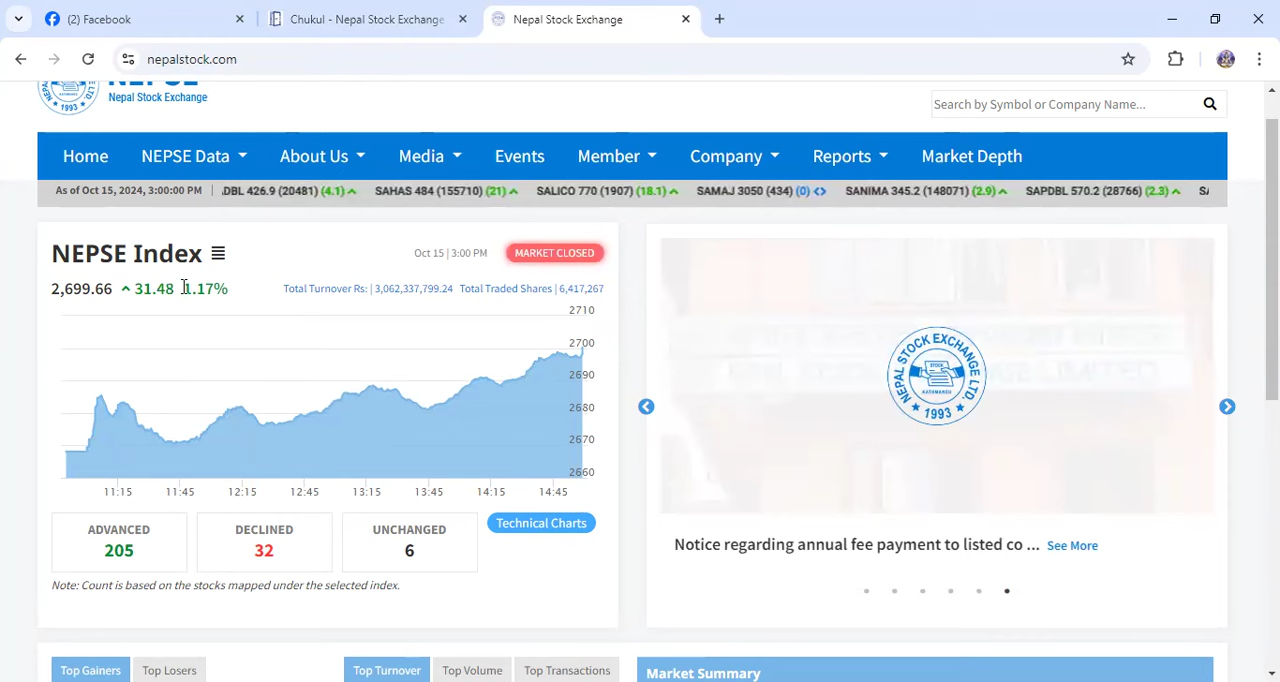 (2) Facebook
Chukul - Nepal Stock Exchange
Nepal Stock Exchange
nepalstock.com
Nepal Stock Exchange
1993
Search by Symbol or Company Name...
Home NEPSE Data About Us Media Events Member Company Reports Market Depth
As of Oct 15, 2024, 3:00:00 PM | .DBL 426.9 (20481) (4.1) SAHAS 484 (155710) (21) SALICO 770 (1907) (18.1) SAMAJ 3050 (434) (0) SANIMA 345.2 (148071) (2.9) SAPDBL 570.2 (28766) (2.3) SA
NEPSE Index
Oct 15 | 3:00 PM
MARKET CLOSED
2,699.66 31.48 1.17%
Total Turnover Rs: | 3,062,337,799.24 Total Traded Shares | 6,417,267
2710
2700
2690
2680
2670
2660
11:15 11:45 12:15 12:45 13:15 13:45 14:15 14:45
ADVANCED
205
DECLINED
32
UNCHANGED
6
Technical Charts
Note: Count is based on the stocks mapped under the selected index.
NEPAL STOCK EXCHANGE LTD.
STOCK
KATHMANDU
1993
Notice regarding annual fee payment to listed co ... See More
Top Gainers Top Losers
Top Turnover Top Volume Top Transactions
Market Summary